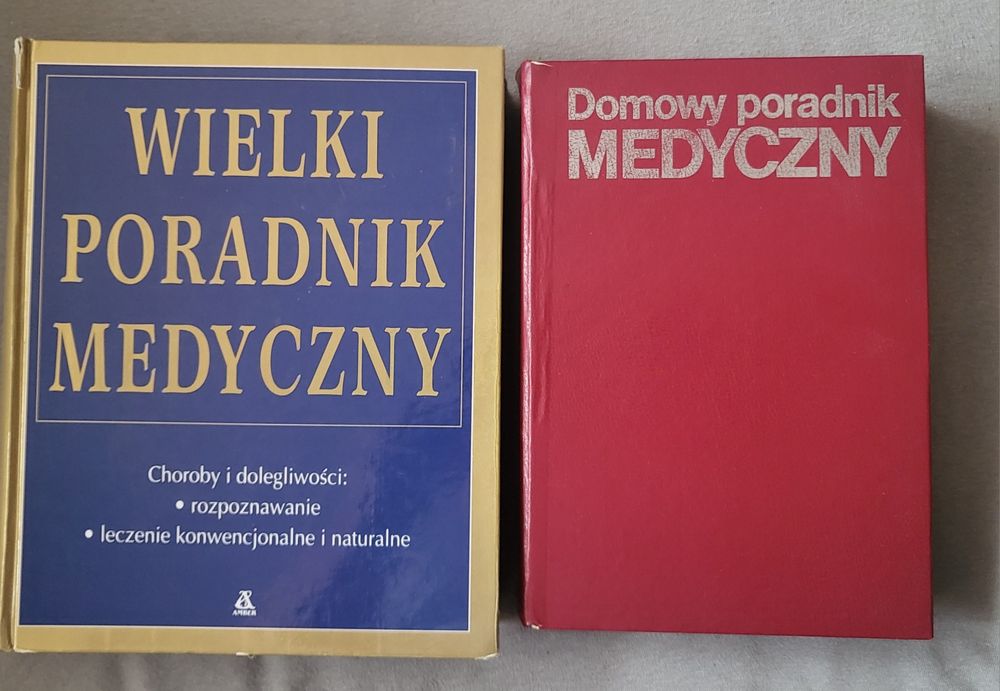 WIELKI
PORADNIK
MEDYCZNY
Choroby i dolegliwości:
• rozpoznawanie
• leczenie konwencjonalne i naturalne
AMBER
Domowy poradnik
MEDYCZNY